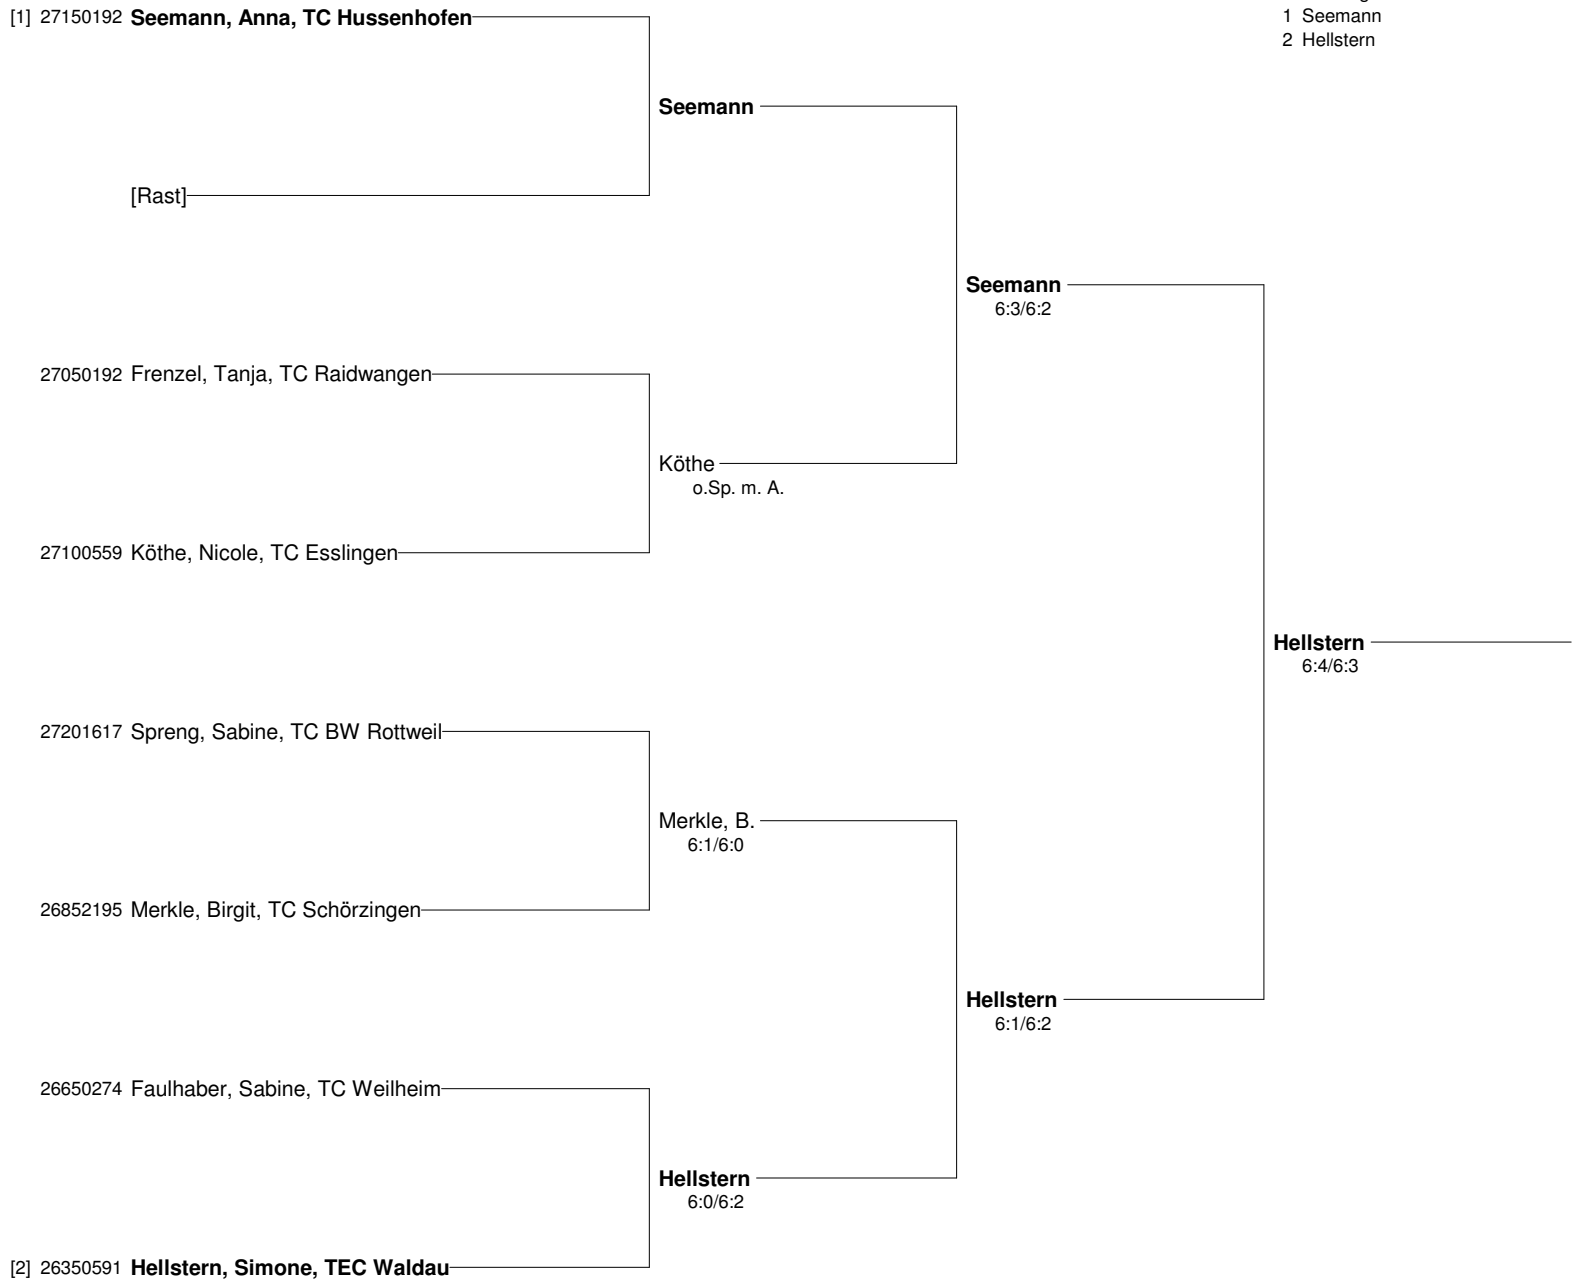 [1] 27150192 Seemann, Anna, TC Hussenhofen
1 Seemann
2 Hellstern
Seemann
[Rast]
Seemann
6:3/6:2
27050192 Frenzel, Tanja, TC Raidwangen
Köthe
o.Sp. m. A.
27100559 Köthe, Nicole, TC Esslingen
Hellstern
6:4/6:3
27201617 Spreng, Sabine, TC BW Rottweil
Merkle, B.
6:1/6:0
26852195 Merkle, Birgit, TC Schörzingen
Hellstern
6:1/6:2
26650274 Faulhaber, Sabine, TC Weilheim
Hellstern
6:0/6:2
[2] 26350591 Hellstern, Simone, TEC Waldau